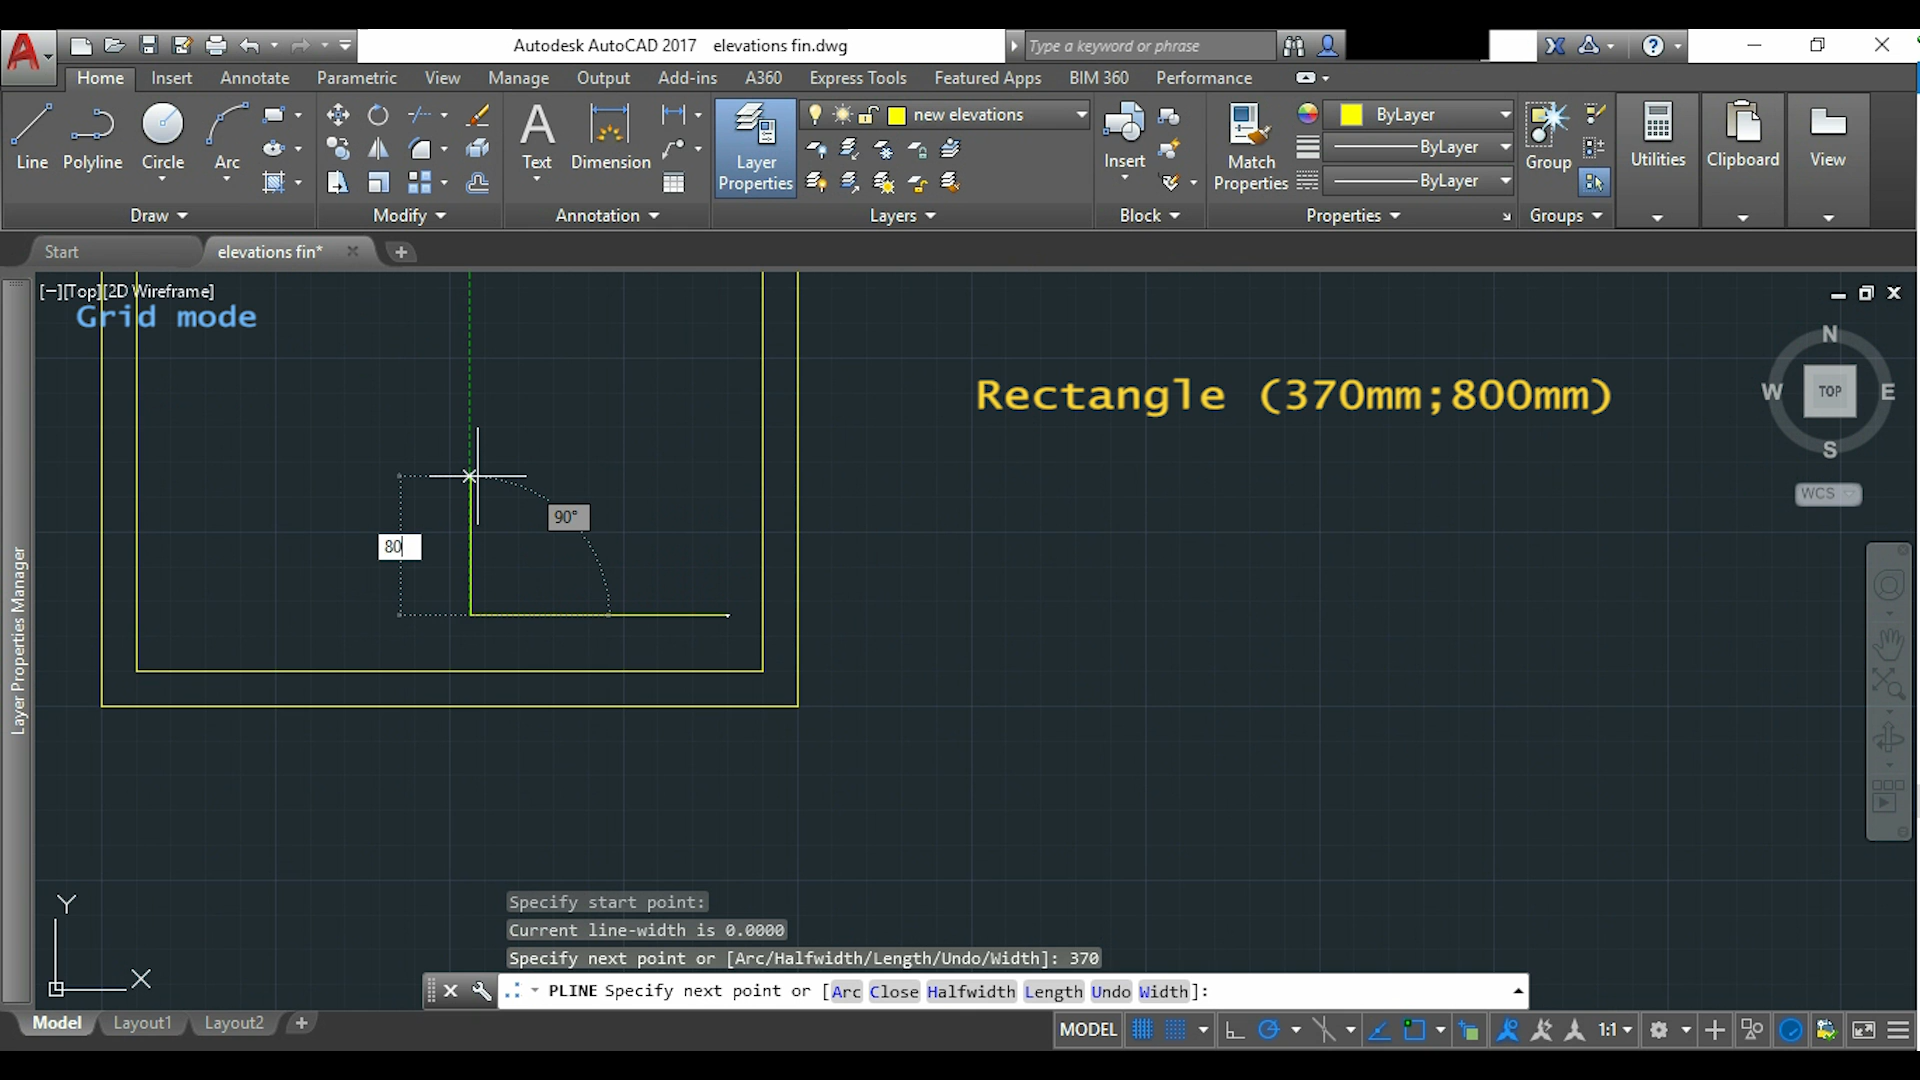 Autodesk AutoCAD 2017 elevations fin.dwg
Type a keyword or phrase
Home Insert Annotate Parametric View Manage Output Add-ins A360 Express Tools Featured Apps BIM 360 Performance
Line Polyline Circle Arc
Text Dimension
Layer Properties
new elevations
Insert
Match Properties
ByLayer
ByLayer
ByLayer
Group
Utilities
Clipboard
View
Draw Modify Annotation Layers Block Properties Groups
Start elevations fin*
[−][Top][2D Wireframe]
Grid mode
Rectangle (370mm;800mm)
N
W TOP E
S
WCS
90°
80
Layer Properties Manager
Y
X
Specify start point:
Current line-width is 0.0000
Specify next point or [Arc/Halfwidth/Length/Undo/Width]: 370
PLINE Specify next point or [Arc Close Halfwidth Length Undo Width]:
Model Layout1 Layout2
MODEL 1:1